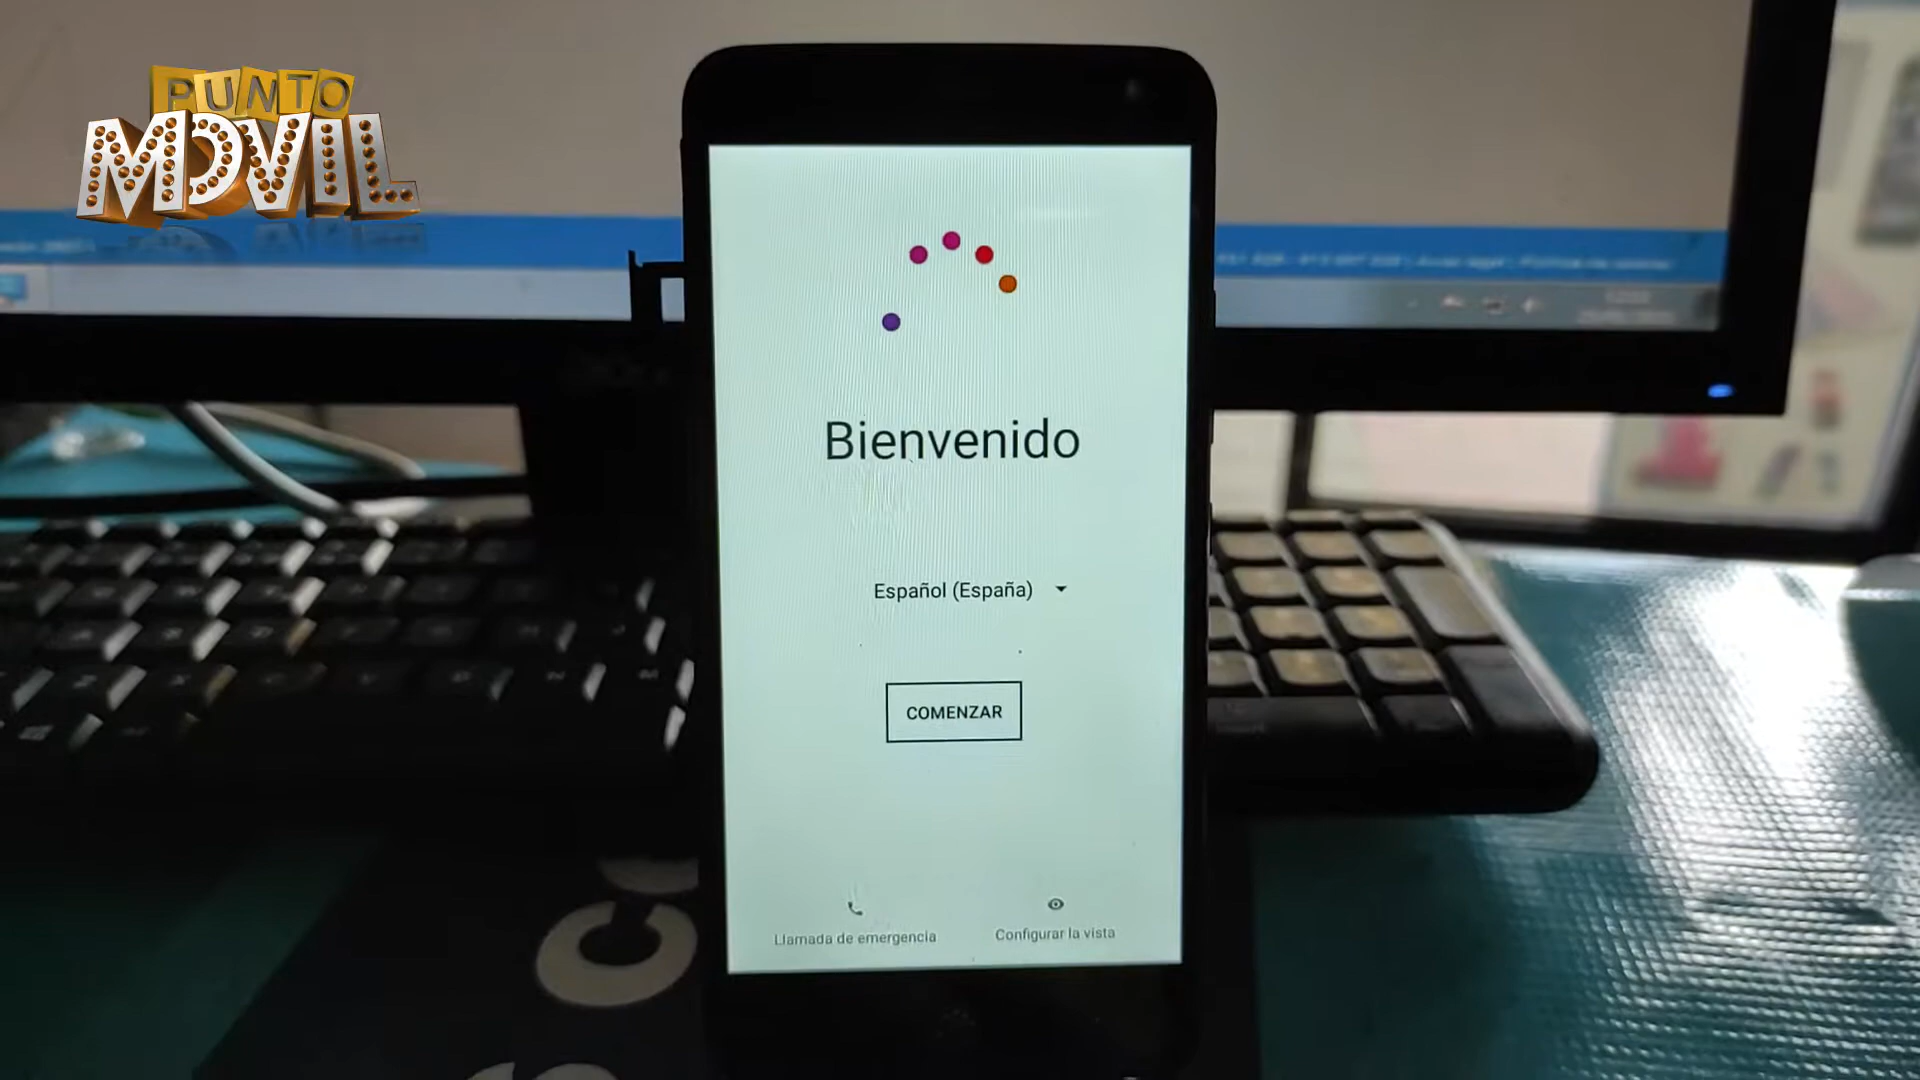 PUNTO
MOVIL
Bienvenido
Español (España)
COMENZAR
Llamada de emergencia
Configurar la vista